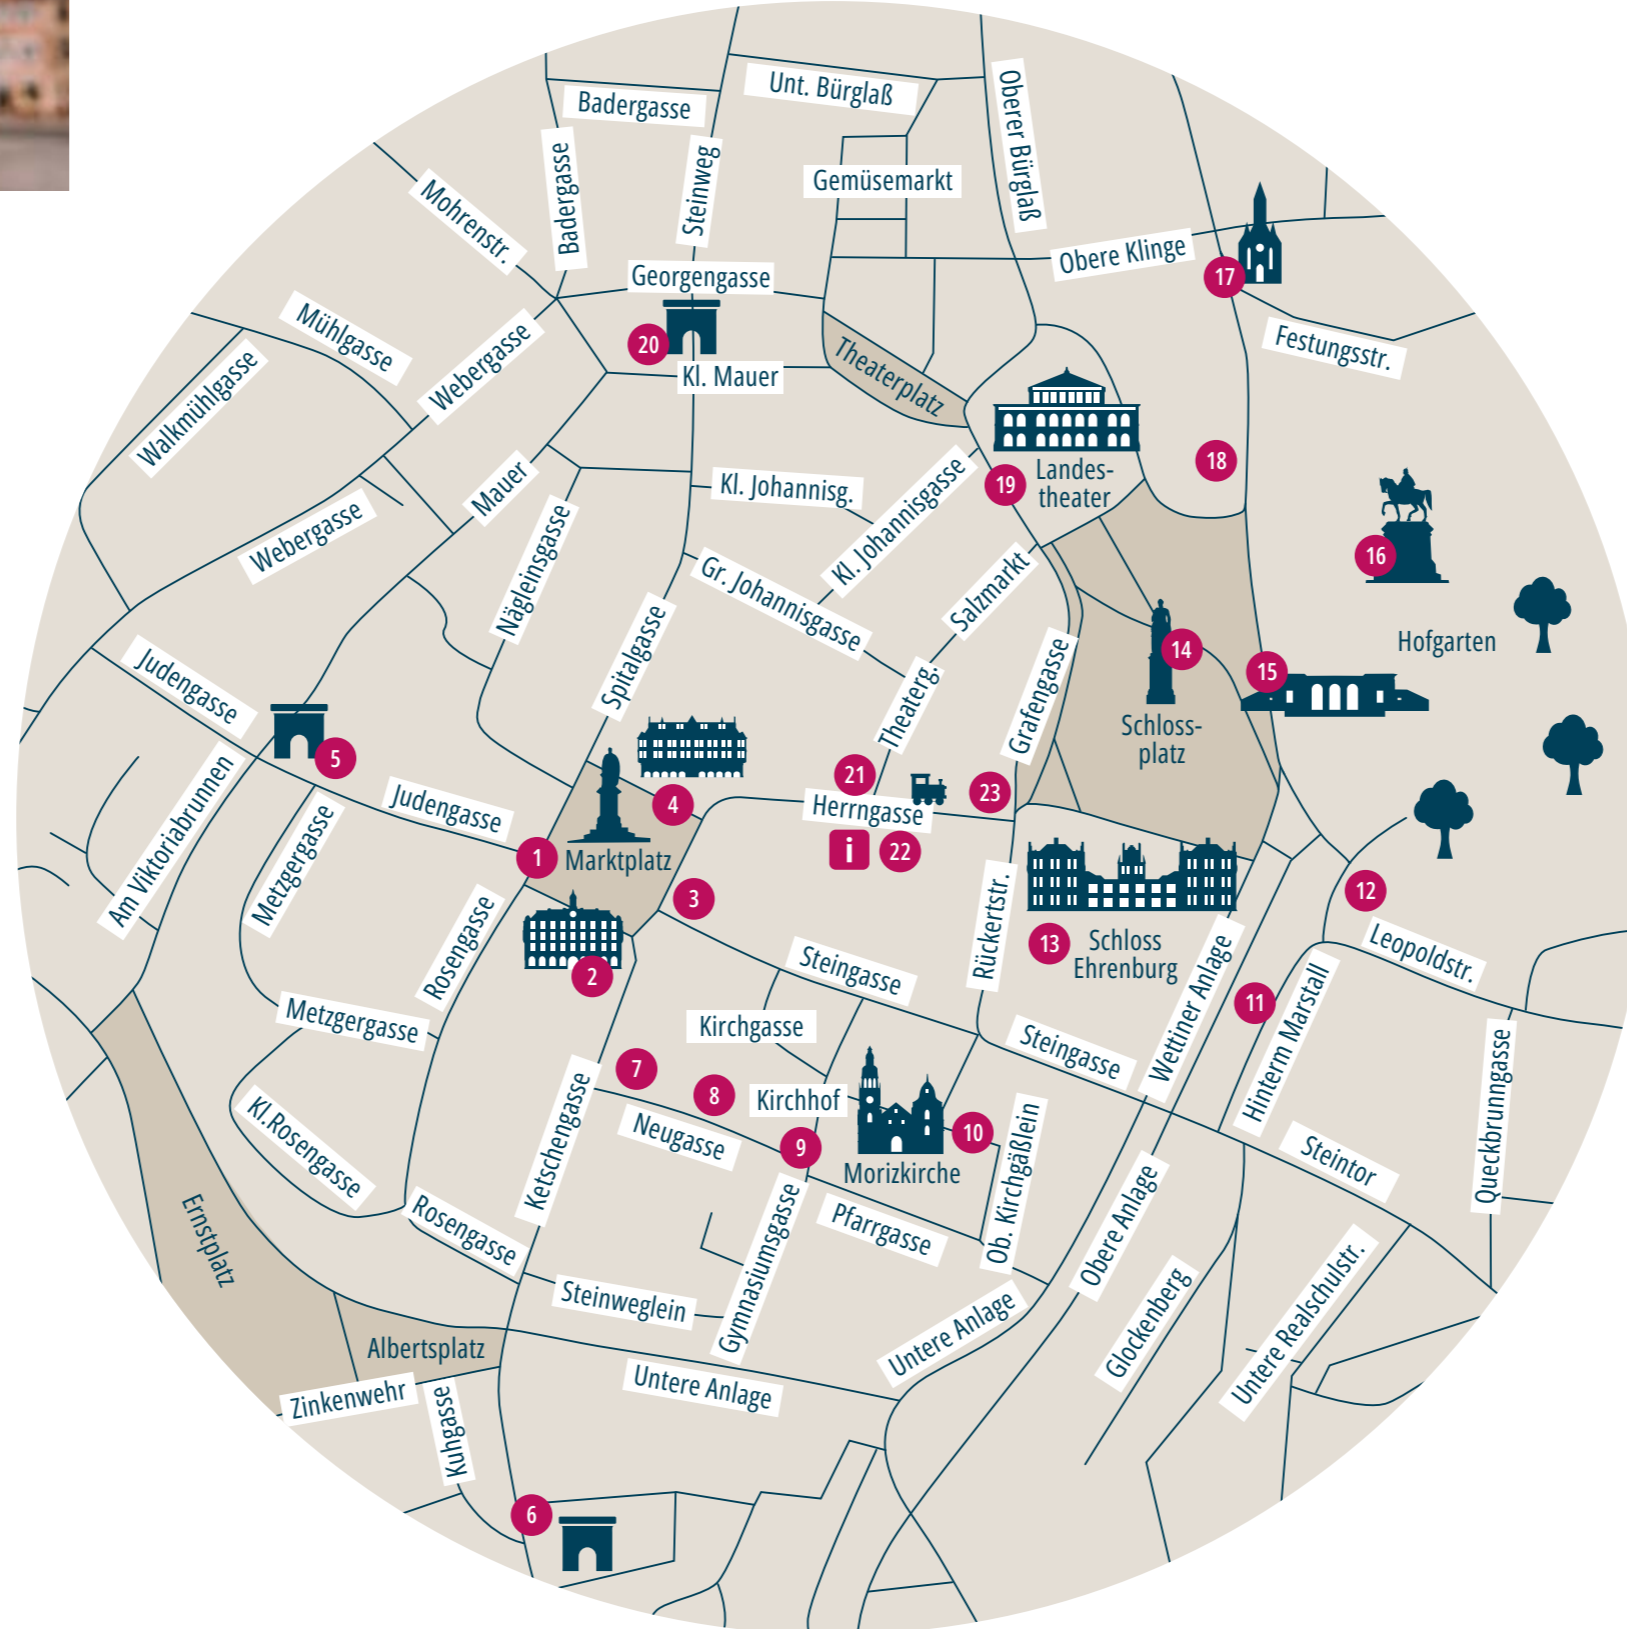 Unt. Bürglaß
Badergasse
Oberer Bürglaß
Badergasse
Steinweg
Gemüsemarkt
Mohrenstr.
Obere Klinge
Georgengasse
17
Mühlgasse
20
Festungsstr.
Webergasse
Kl. Mauer
Theaterplatz
Walkmühlgasse
18
Landes-
theater
19
Mauer
Kl. Johannisg.
Kl. Johannisgasse
Webergasse
Nägleinsgasse
16
Gr. Johannisgasse
Salzmarkt
Hofgarten
Spitalgasse
14
15
Judengasse
Theaterg.
Grafengasse
Schloss-
platz
5
21
23
4
Judengasse
Herrngasse
Am Viktoriabrunnen
Metzgergasse
1
Marktplatz
i
22
3
12
Rosengasse
Rückertstr.
13
Schloss
Ehrenburg
Leopoldstr.
2
Steingasse
Wettiner Anlage
11
Metzgergasse
Kirchgasse
Steingasse
Hinterm Marstall
7
8
Kirchhof
Queckbrunngasse
Kl.Rosengasse
Neugasse
9
10
Ketschengasse
Morizkirche
Ob. Kirchgäßlein
Steintor
Ernstplatz
Rosengasse
Pfarrgasse
Obere Anlage
Gymnasiumsgasse
Steinweglein
Glockenberg
Untere Realschulstr.
Untere Anlage
Albertsplatz
Untere Anlage
Zinkenwehr
Kuhgasse
6